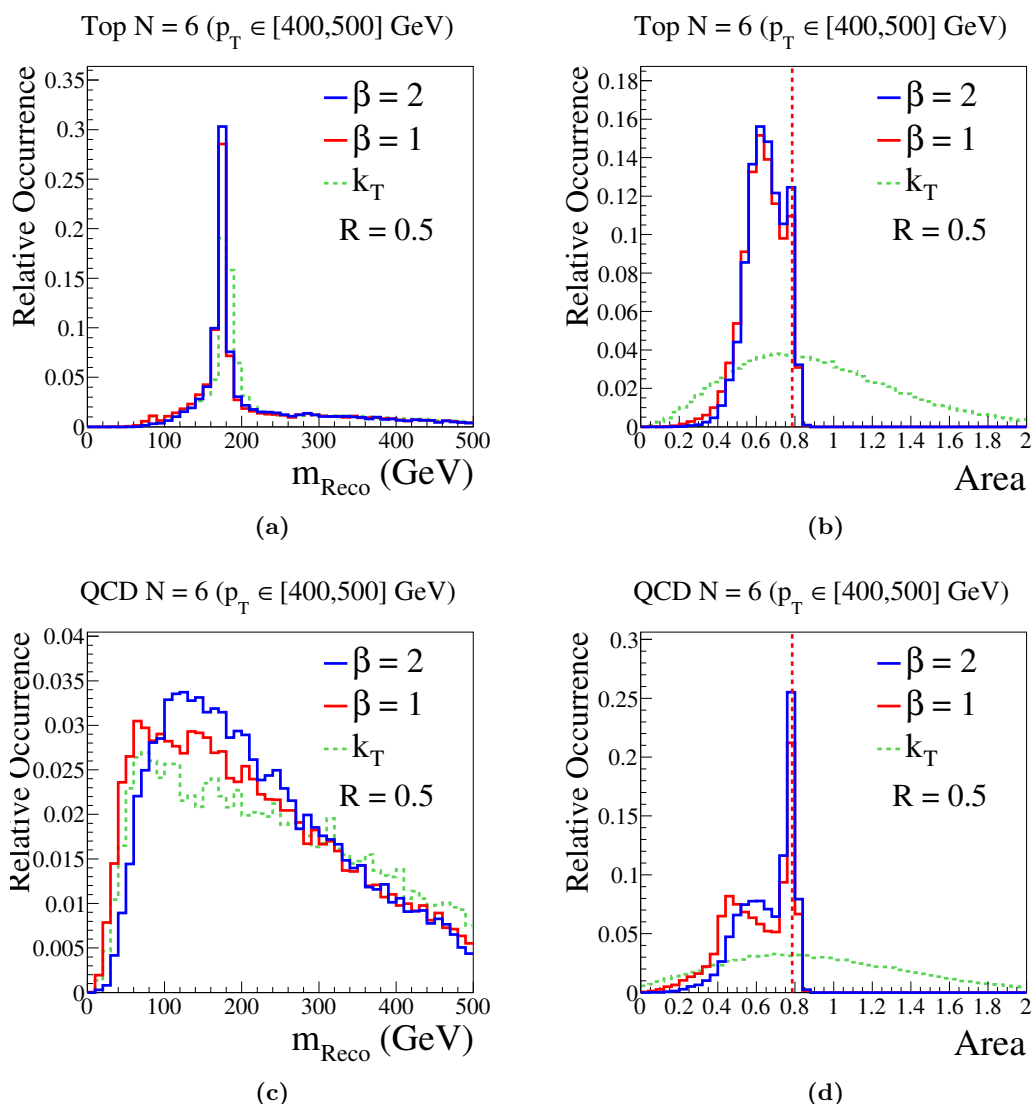 Top N = 6 (p_T ∈ [400,500] GeV)
Relative Occurrence
0.35
0.3
0.25
0.2
0.15
0.1
0.05
0
β = 2
β = 1
k_T
R = 0.5
0 100 200 300 400 500
m_Reco (GeV)
(a)
Top N = 6 (p_T ∈ [400,500] GeV)
Relative Occurrence
0.18
0.16
0.14
0.12
0.1
0.08
0.06
0.04
0.02
0
β = 2
β = 1
k_T
R = 0.5
0 0.2 0.4 0.6 0.8 1 1.2 1.4 1.6 1.8 2
Area
(b)
QCD N = 6 (p_T ∈ [400,500] GeV)
Relative Occurrence
0.04
0.035
0.03
0.025
0.02
0.015
0.01
0.005
0
β = 2
β = 1
k_T
R = 0.5
0 100 200 300 400 500
m_Reco (GeV)
(c)
QCD N = 6 (p_T ∈ [400,500] GeV)
Relative Occurrence
0.3
0.25
0.2
0.15
0.1
0.05
0
β = 2
β = 1
k_T
R = 0.5
0 0.2 0.4 0.6 0.8 1 1.2 1.4 1.6 1.8 2
Area
(d)